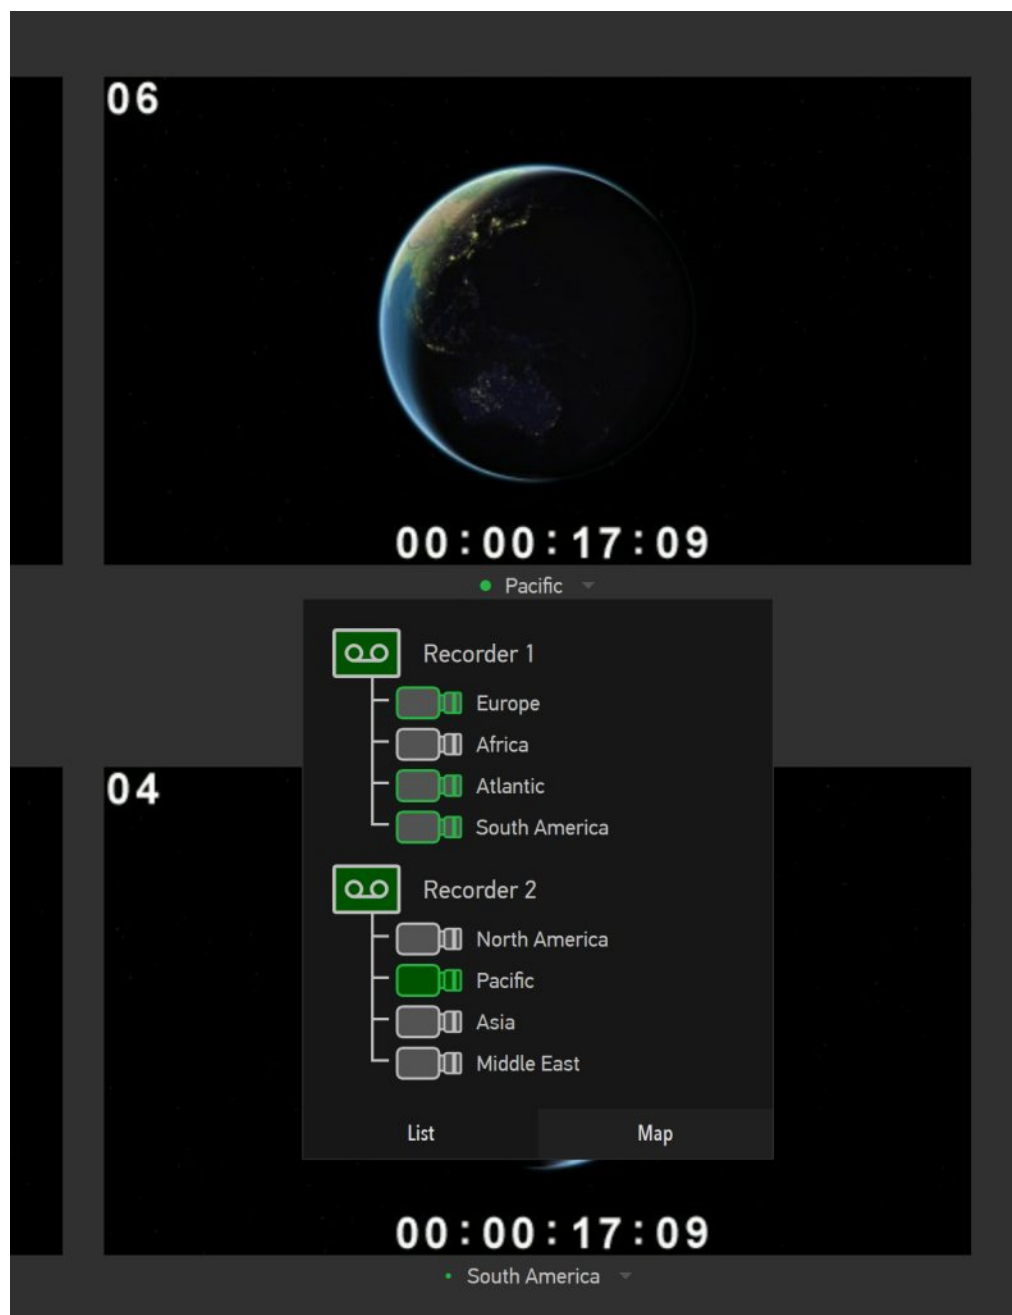 06
00:00:17:09
Pacific
Recorder 1
Europe
Africa
Atlantic
South America
Recorder 2
North America
Pacific
Asia
Middle East
List Map
04
00:00:17:09
South America